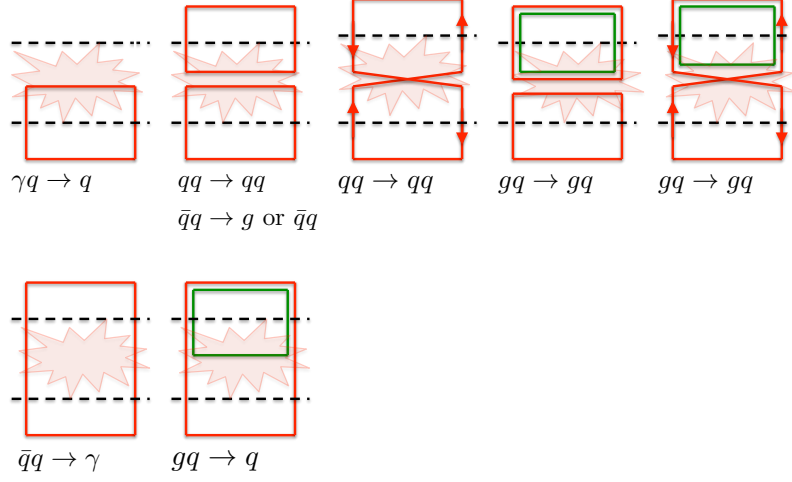 γq → q
qq → qq
qq → qq
gq → gq
gq → gq
q̄q → g or q̄q
q̄q → γ
gq → q